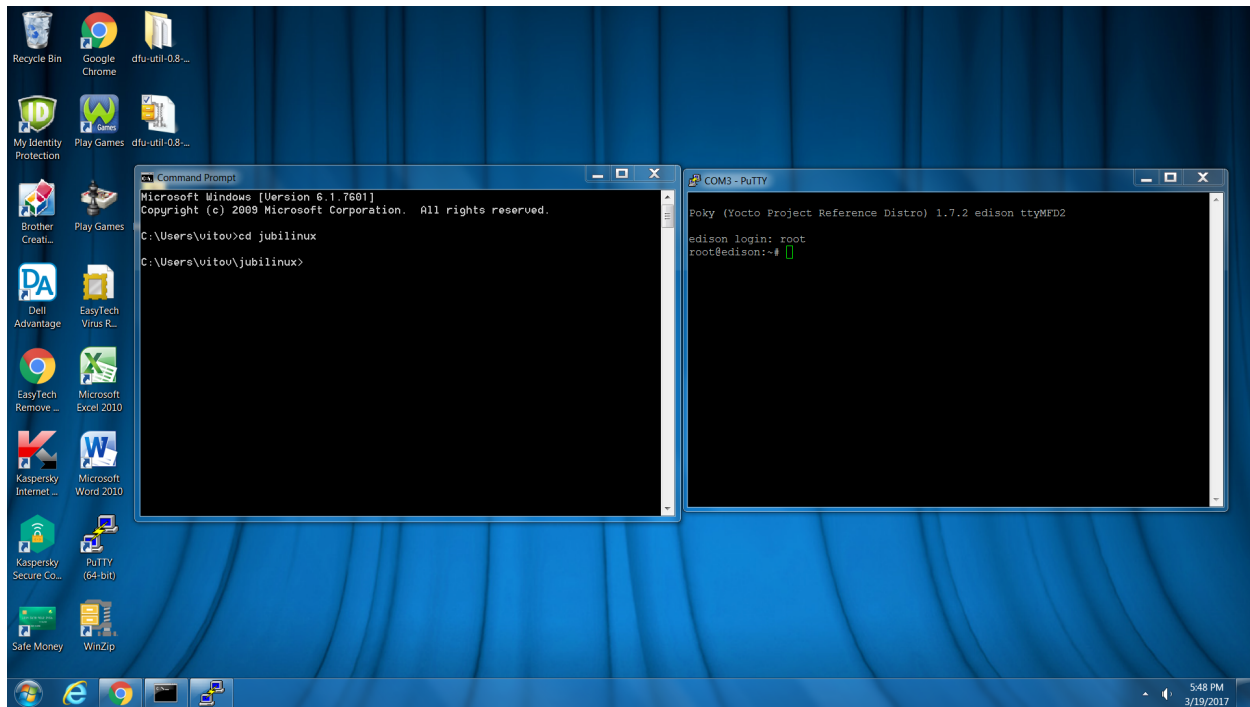 Recycle Bin
Google
Chrome
dfu-util-0.8-...
My Identity
Protection
Games
Play Games
dfu-util-0.8-...
Brother
Creati...
Play Games
DA
Dell
Advantage
EasyTech
Virus R...
EasyTech
Remove ...
Microsoft
Excel 2010
Kaspersky
Internet ...
Microsoft
Word 2010
Kaspersky
Secure Co...
PuTTY
(64-bit)
Safe Money
WinZip
Command Prompt
Microsoft Windows [Version 6.1.7601]
Copyright (c) 2009 Microsoft Corporation.  All rights reserved.
C:\Users\vitov>cd jubilinux
C:\Users\vitov\jubilinux>
COM3 - PuTTY
Poky (Yocto Project Reference Distro) 1.7.2 edison ttyMFD2
edison login: root
root@edison:~#
5:48 PM
3/19/2017